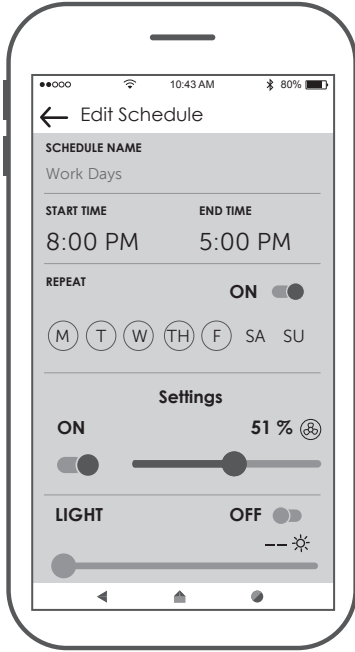 10:43 AM 80%
Edit Schedule
SCHEDULE NAME
Work Days
START TIME END TIME
8:00 PM 5:00 PM
REPEAT
ON
M T W TH F SA SU
Settings
ON 51 %
LIGHT OFF
--